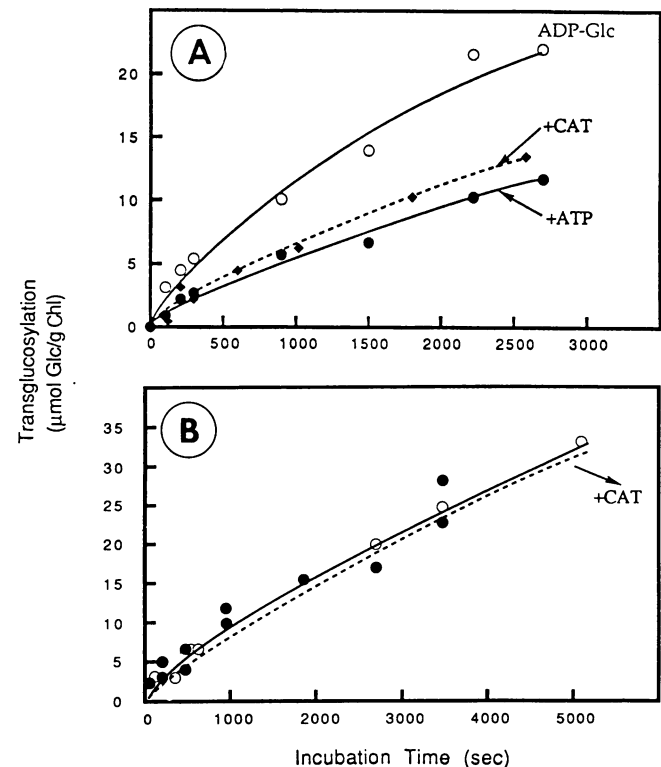 A
ADP-Glc
20
+CAT
15
10
+ATP
5
0
0 500 1000 1500 2000 2500 3000
Transglucosylation
(μmol Glc/g Chl)
B
35
30
+CAT
25
20
15
10
5
0
0 1000 2000 3000 4000 5000
Incubation Time (sec)